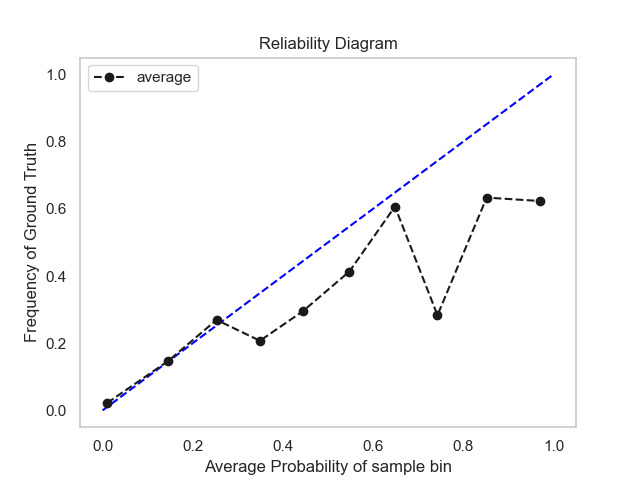 Reliability Diagram
average
Frequency of Ground Truth
1.0
0.8
0.6
0.4
0.2
0.0
0.0 0.2 0.4 0.6 0.8 1.0
Average Probability of sample bin